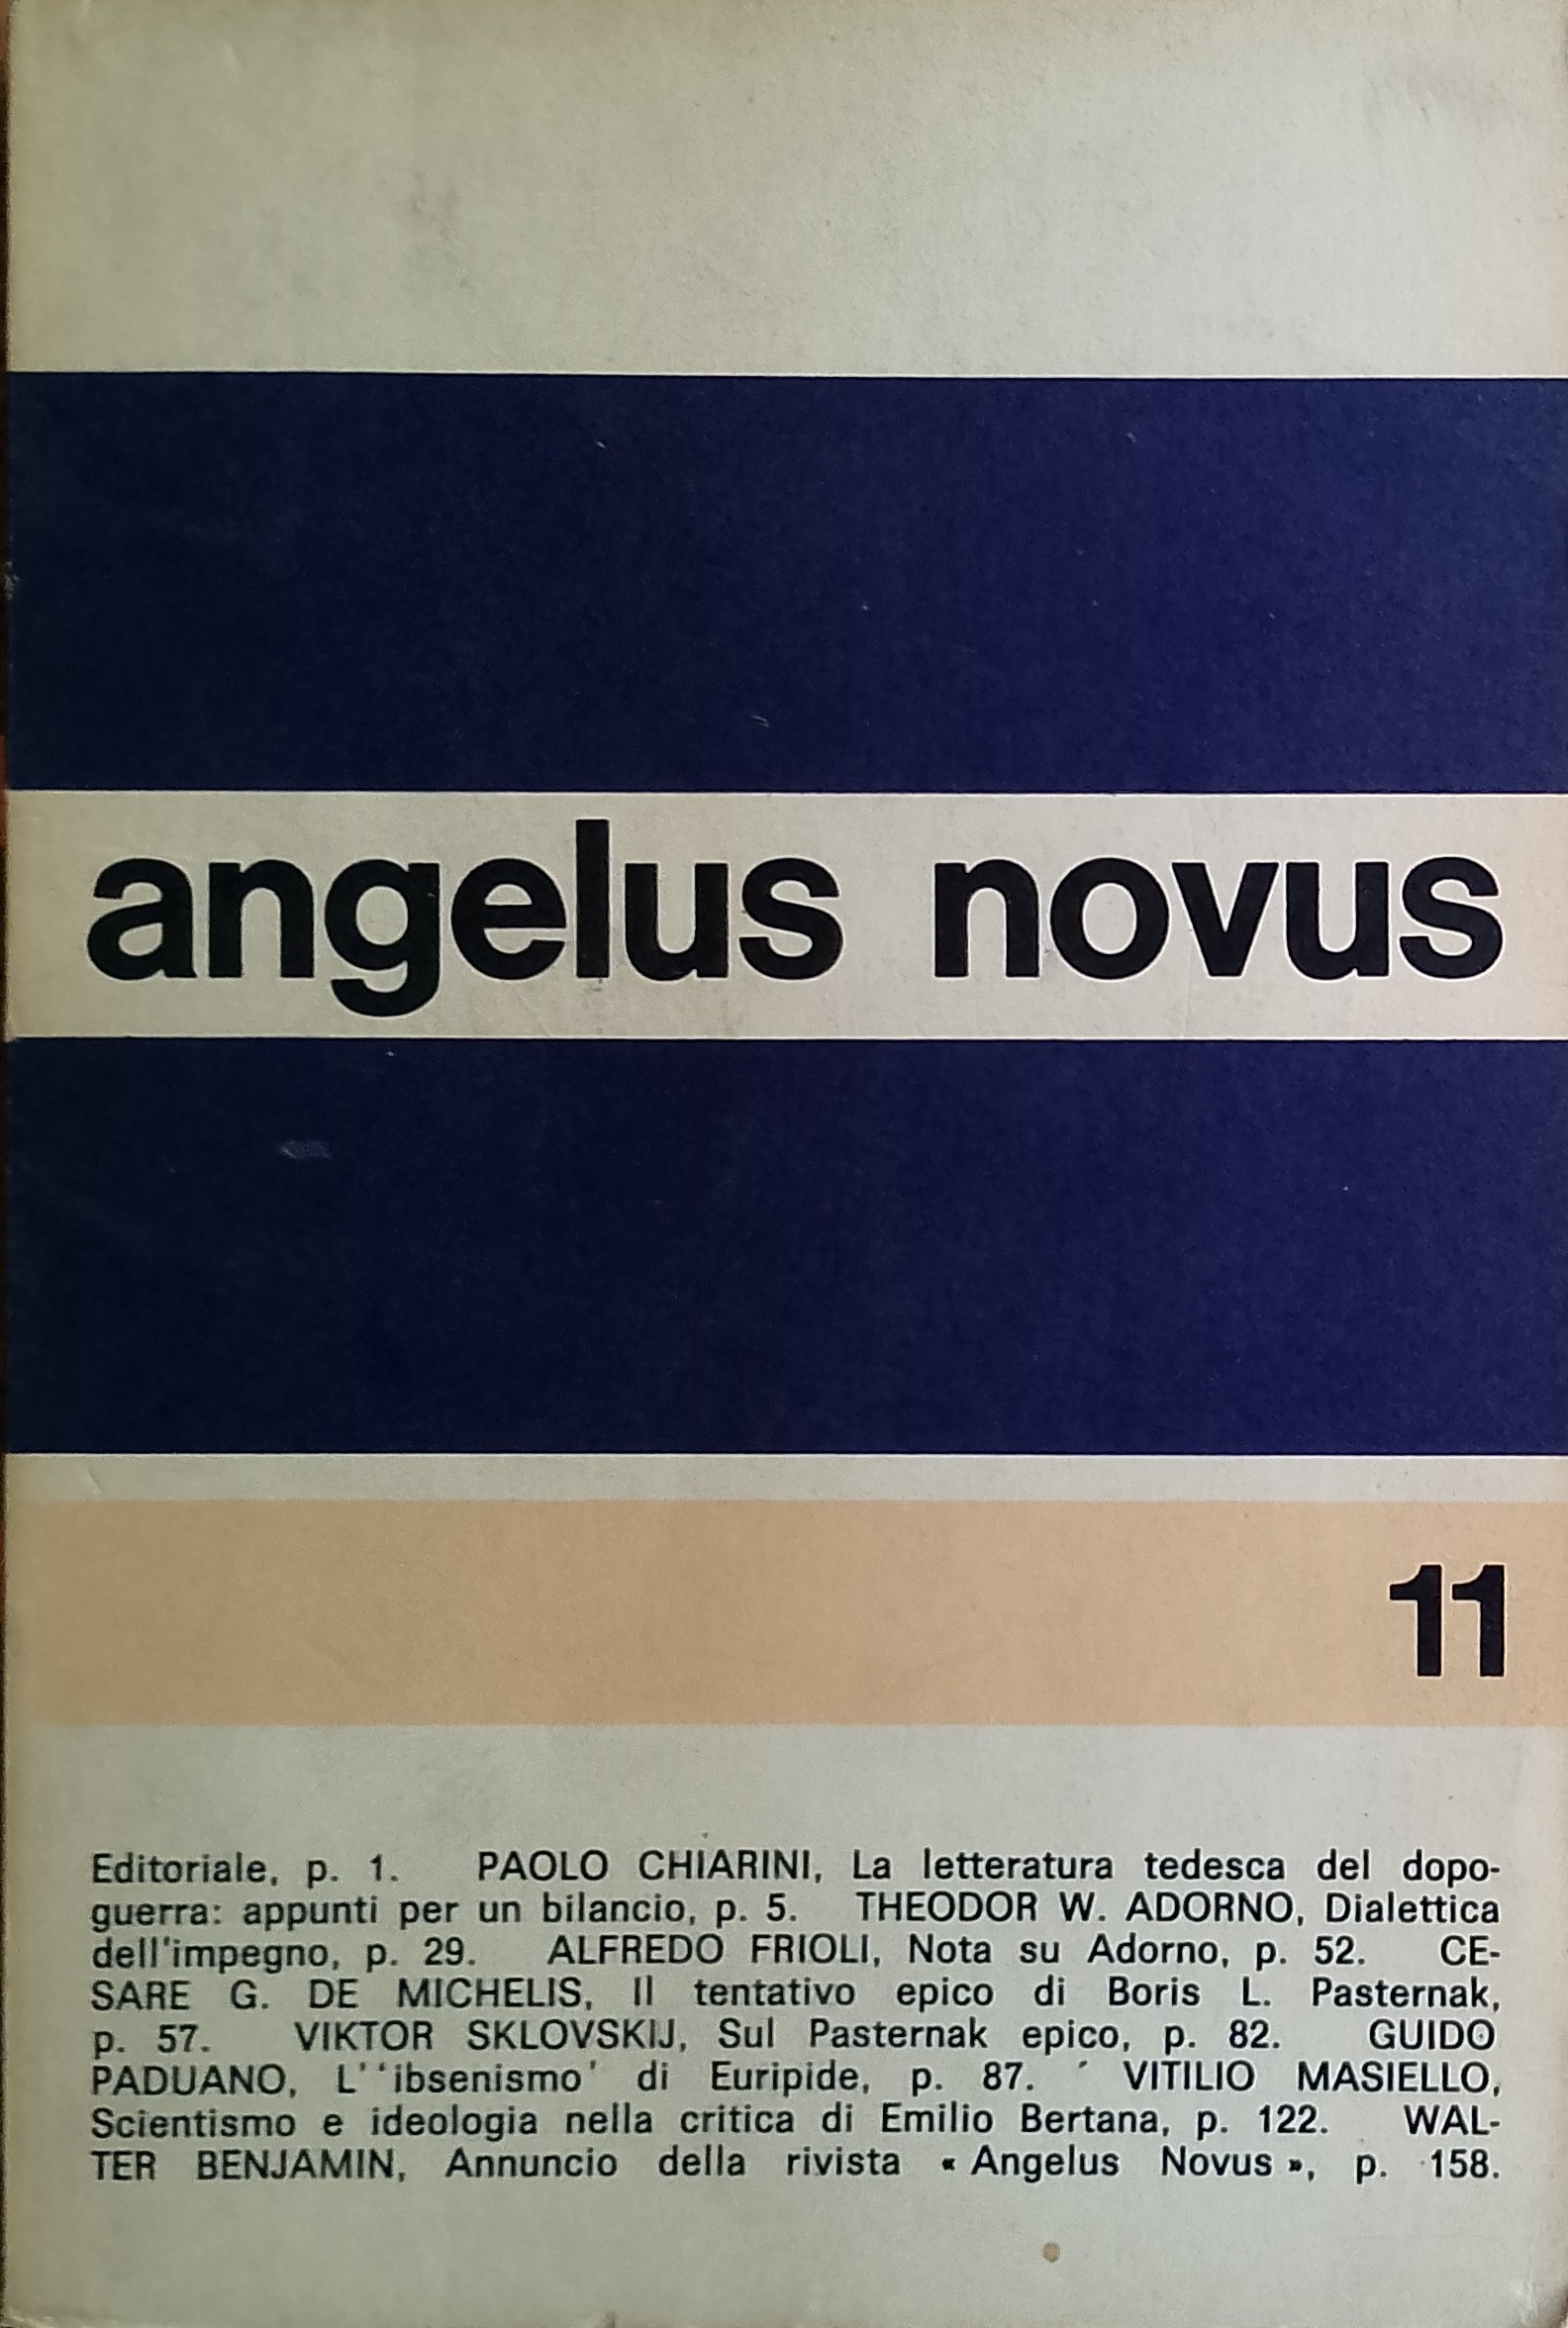 angelus novus
11
Editoriale, p. 1. PAOLO CHIARINI, La letteratura tedesca del dopo-
guerra: appunti per un bilancio, p. 5. THEODOR W. ADORNO, Dialettica
dell'impegno, p. 29. ALFREDO FRIOLI, Nota su Adorno, p. 52. CE-
SARE G. DE MICHELIS, Il tentativo epico di Boris L. Pasternak,
p. 57. VIKTOR SKLOVSKIJ, Sul Pasternak epico, p. 82. GUIDO
PADUANO, L''ibsenismo' di Euripide, p. 87. VITILIO MASIELLO,
Scientismo e ideologia nella critica di Emilio Bertana, p. 122. WAL-
TER BENJAMIN, Annuncio della rivista « Angelus Novus », p. 158.